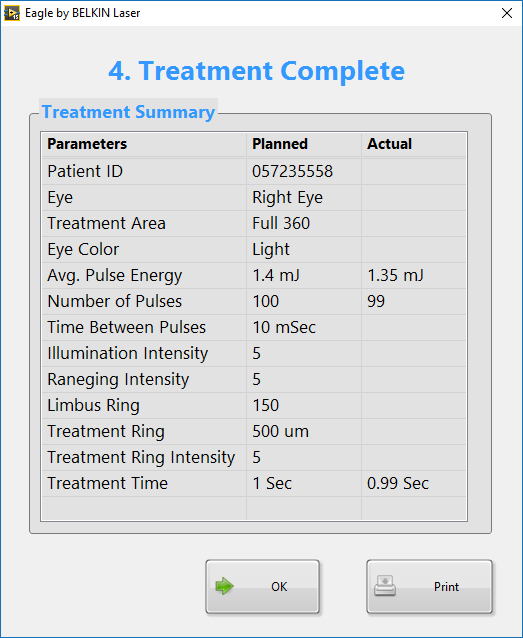 Eagle by BELKIN Laser
4. Treatment Complete
Treatment Summary
Parameters Planned Actual
Patient ID 057235558
Eye Right Eye
Treatment Area Full 360
Eye Color Light
Avg. Pulse Energy 1.4 mJ 1.35 mJ
Number of Pulses 100 99
Time Between Pulses 10 mSec
Illumination Intensity 5
Raneging Intensity 5
Limbus Ring 150
Treatment Ring 500 um
Treatment Ring Intensity 5
Treatment Time 1 Sec 0.99 Sec
OK Print